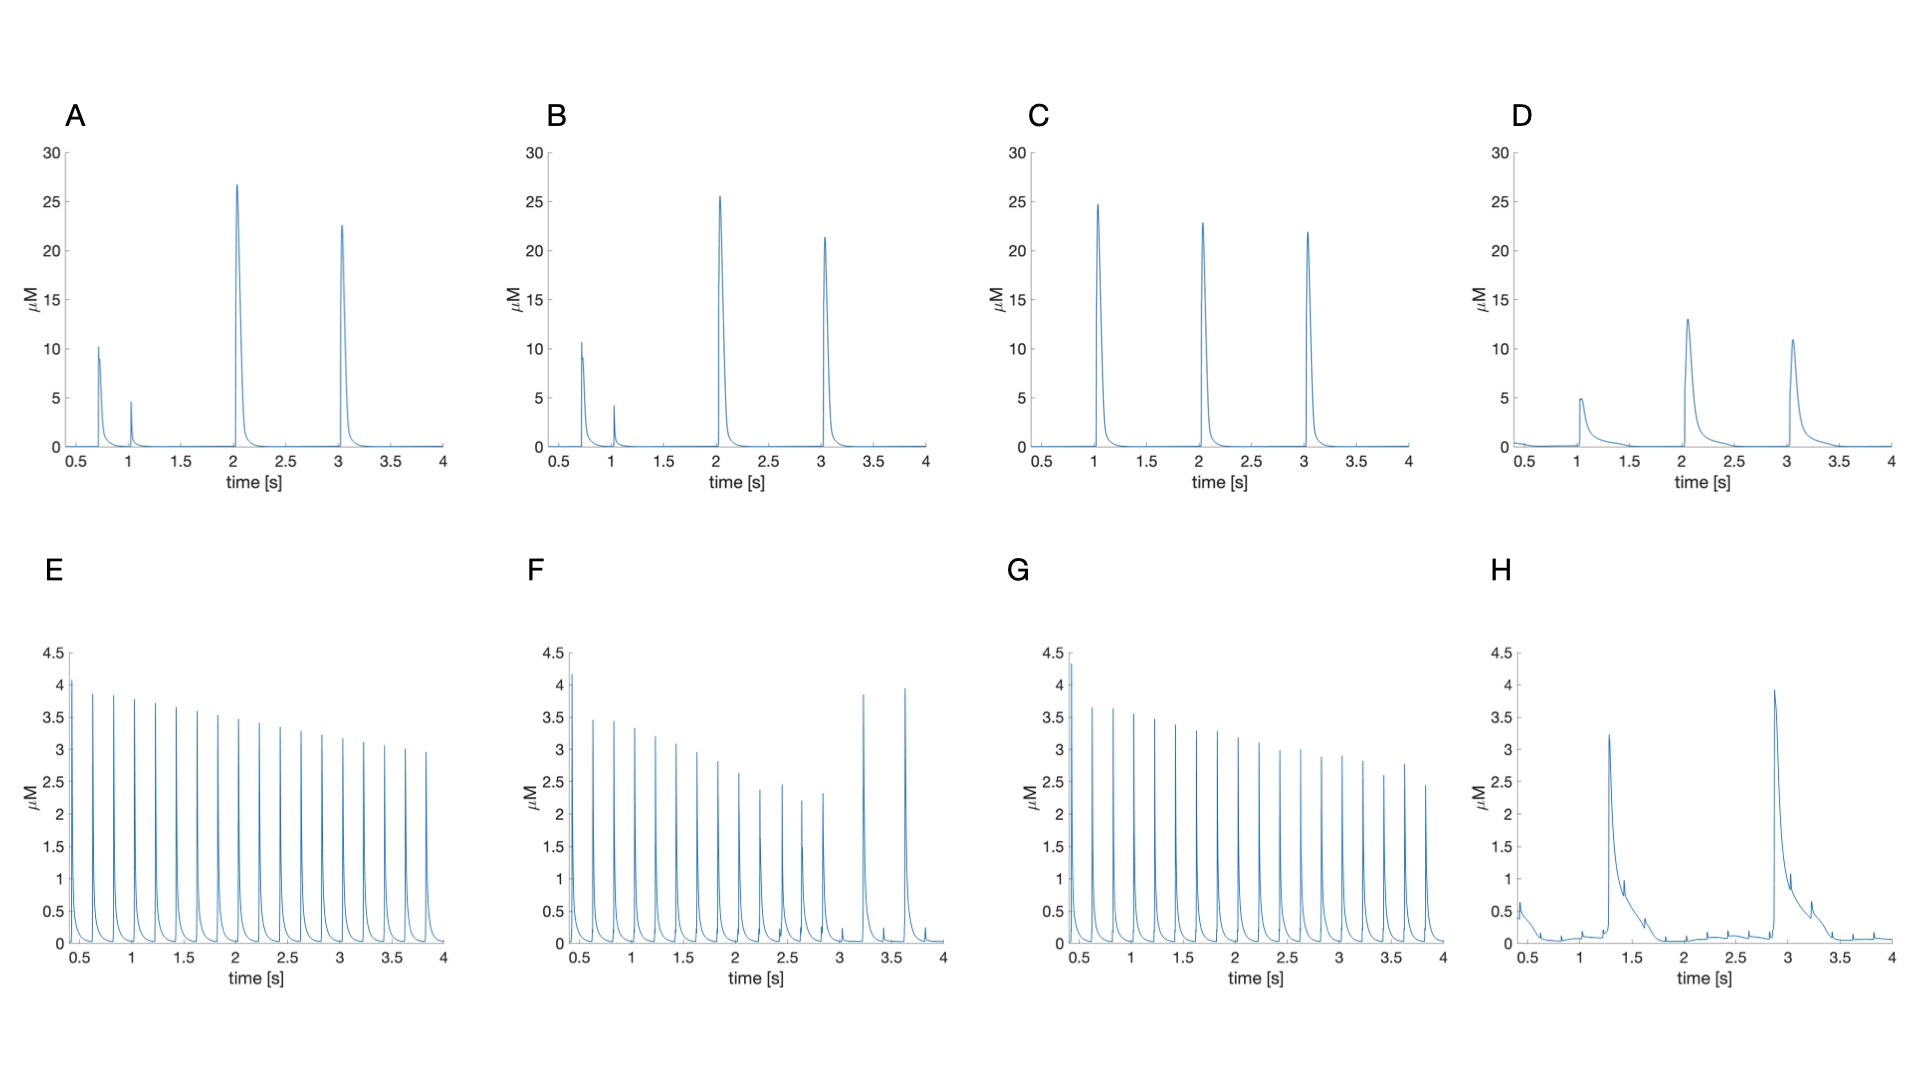 A B C D
30 30 30 30
25 25 25 25
20 20 20 20
μM μM μM μM
15 15 15 15
10 10 10 10
5 5 5 5
0 0 0 0
0.5 1 1.5 2 2.5 3 3.5 4 0.5 1 1.5 2 2.5 3 3.5 4 0.5 1 1.5 2 2.5 3 3.5 4 0.5 1 1.5 2 2.5 3 3.5 4
time [s] time [s] time [s] time [s]
E F G H
4.5 4.5 4.5 4.5
4 4 4 4
3.5 3.5 3.5 3.5
3 3 3 3
2.5 2.5 2.5 2.5
μM μM μM μM
2 2 2 2
1.5 1.5 1.5 1.5
1 1 1 1
0.5 0.5 0.5 0.5
0 0 0 0
0.5 1 1.5 2 2.5 3 3.5 4 0.5 1 1.5 2 2.5 3 3.5 4 0.5 1 1.5 2 2.5 3 3.5 4 0.5 1 1.5 2 2.5 3 3.5 4
time [s] time [s] time [s] time [s]